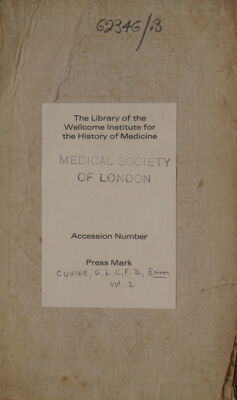 62346/B
The Library of the
Wellcome Institute for
the History of Medicine
MEDICAL SOCIETY
OF LONDON
Accession Number
Press Mark
CUVIER, G. L. C. F. D., Baron
Vol. 2